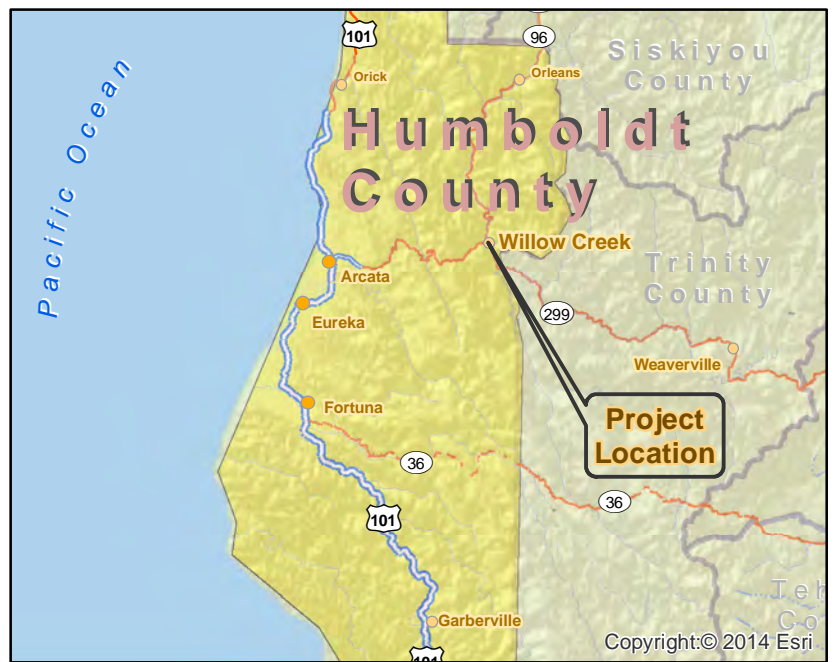 101
96
Siskiyou
County
Orick
Orleans
Pacific Ocean
Humboldt
County
Willow Creek
Trinity
County
Arcata
299
Eureka
Weaverville
Fortuna
Project
Location
36
36
101
Garberville
Copyright:© 2014 Esri
101